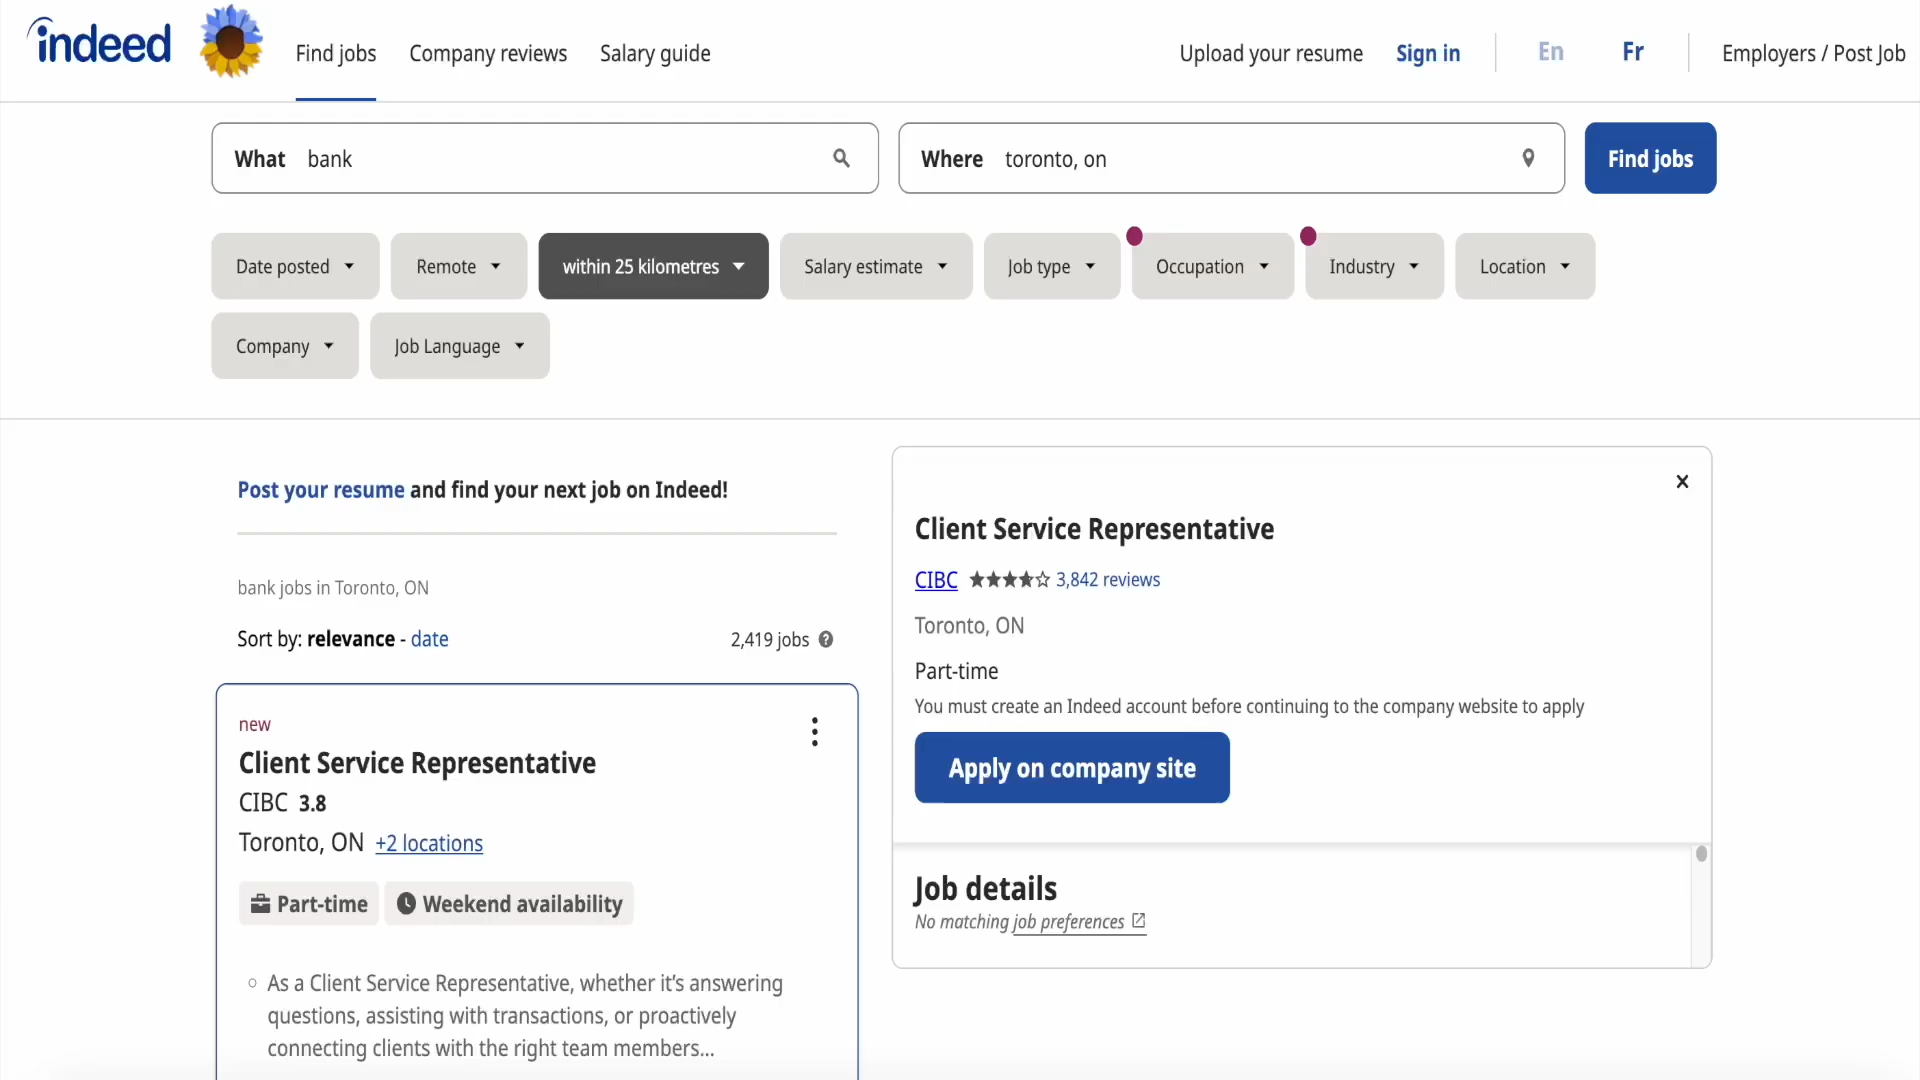 indeed
Find jobs
Company reviews
Salary guide
Upload your resume
Sign in
En
Fr
Employers / Post Job
What bank
Where toronto, on
Find jobs
Date posted
Remote
within 25 kilometres
Salary estimate
Job type
Occupation
Industry
Location
Company
Job Language
Post your resume and find your next job on Indeed!
bank jobs in Toronto, ON
Sort by: relevance - date
2,419 jobs
new
Client Service Representative
CIBC 3.8
Toronto, ON +2 locations
Part-time
Weekend availability
As a Client Service Representative, whether it’s answering
questions, assisting with transactions, or proactively
connecting clients with the right team members...
Client Service Representative
CIBC 3,842 reviews
Toronto, ON
Part-time
You must create an Indeed account before continuing to the company website to apply
Apply on company site
Job details
No matching job preferences